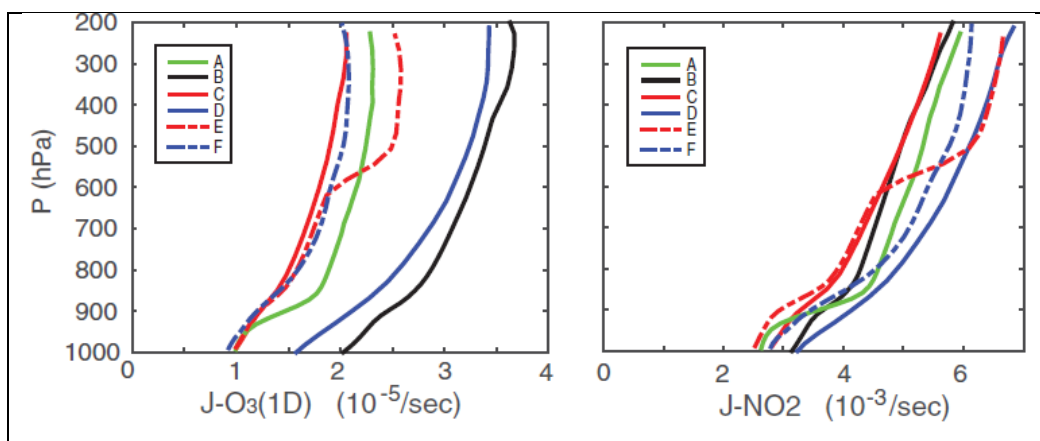 200
300
400
500
600
700
800
900
1000
P (hPa)
A
B
C
D
E
F
0
1
2
3
4
J-O3(1D) (10-5/sec)
A
B
C
D
E
F
0
2
4
6
J-NO2 (10-3/sec)